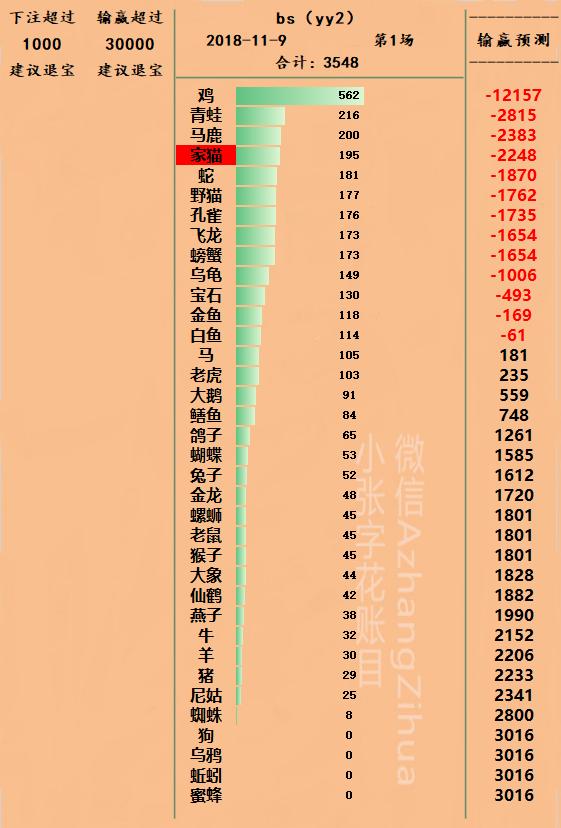 下注超过 输赢超过
1000 30000
建议退宝 建议退宝
bs（yy2）
2018-11-9 第1场
合计：3548
输赢预测
鸡 562 -12157
青蛙 216 -2815
马鹿 200 -2383
家猫 195 -2248
蛇 181 -1870
野猫 177 -1762
孔雀 176 -1735
飞龙 173 -1654
螃蟹 173 -1654
乌龟 149 -1006
宝石 130 -493
金鱼 118 -169
白鱼 114 -61
马 105 181
老虎 103 235
大鹅 91 559
鳝鱼 84 748
鸽子 65 1261
蝴蝶 53 1585
兔子 52 1612
金龙 48 1720
螺蛳 45 1801
老鼠 45 1801
猴子 45 1801
大象 44 1828
仙鹤 42 1882
燕子 38 1990
牛 32 2152
羊 30 2206
猪 29 2233
尼姑 25 2341
蜘蛛 8 2800
狗 0 3016
乌鸦 0 3016
蚯蚓 0 3016
蜜蜂 0 3016
微信AzhangZihua
小张字花账目